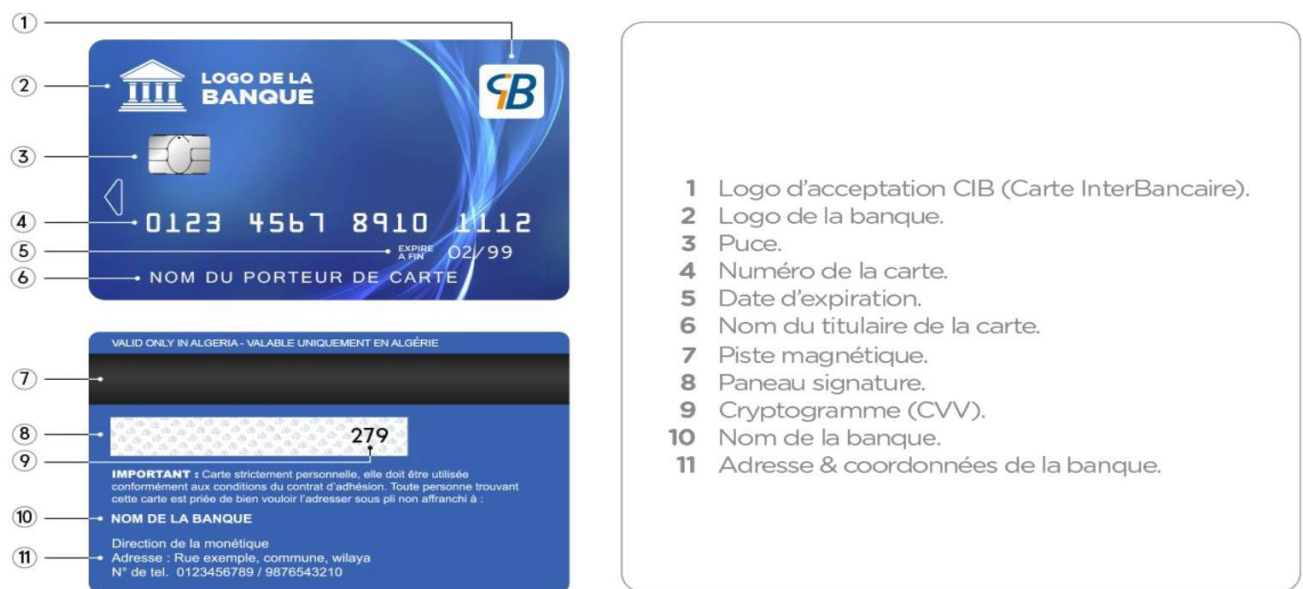 1
2
LOGO DE LA
BANQUE
CiB
3
4
0123 4567 8910 1112
5
EXPIRE
A FIN
02/99
6
NOM DU PORTEUR DE CARTE
VALID ONLY IN ALGERIA - VALABLE UNIQUEMENT EN ALGÉRIE
7
8
279
9
IMPORTANT : Carte strictement personnelle, elle doit être utilisée
conformément aux conditions du contrat d'adhésion. Toute personne trouvant
cette carte est priée de bien vouloir l'adresser sous pli non affranchi à :
10
NOM DE LA BANQUE
Direction de la monétique
11
Adresse : Rue exemple, commune, wilaya
N° de tel. 0123456789 / 9876543210
1 Logo d'acceptation CIB (Carte InterBancaire).
2 Logo de la banque.
3 Puce.
4 Numéro de la carte.
5 Date d'expiration.
6 Nom du titulaire de la carte.
7 Piste magnétique.
8 Paneau signature.
9 Cryptogramme (CVV).
10 Nom de la banque.
11 Adresse & coordonnées de la banque.